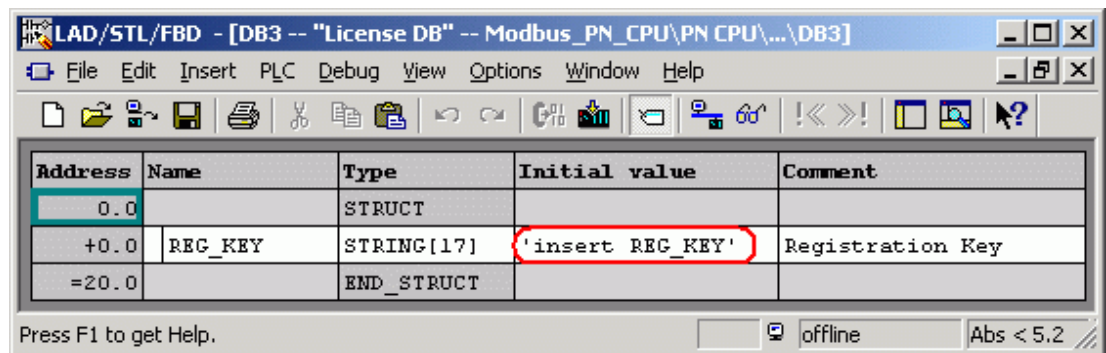 LAD/STL/FBD - [DB3 -- "License DB" -- Modbus_PN_CPU\PN CPU\...\DB3]
File Edit Insert PLC Debug View Options Window Help
Address Name Type Initial value Comment
0.0 STRUCT
+0.0 REG_KEY STRING[17] 'insert REG_KEY' Registration Key
=20.0 END_STRUCT
Press F1 to get Help. offline Abs < 5.2